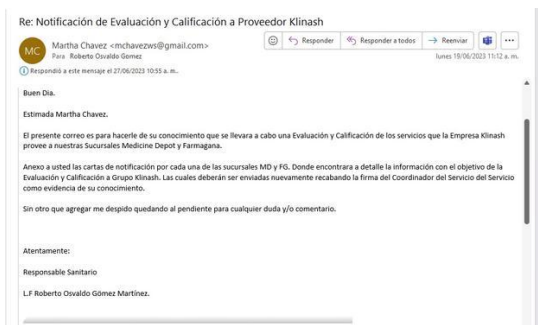 Re: Notificación de Evaluación y Calificación a Proveedor Klinash
MC
Martha Chavez <mchavezws@gmail.com>
Para Roberto Osvaldo Gomez
Responder
Responder a todos
Reenviar
lunes 19/06/2023 11:12 a. m.
Respondió a este mensaje el 27/06/2023 10:55 a. m..
Buen Dia.
Estimada Martha Chavez.
El presente correo es para hacerle de su conocimiento que se llevara a cabo una Evaluación y Calificación de los servicios que la Empresa Klinash
provee a nuestras Sucursales Medicine Depot y Farmagana.
Anexo a usted las cartas de notificación por cada una de las sucursales MD y FG. Donde encontrara a detalle la información con el objetivo de la
Evaluación y Calificación a Grupo Klinash. Las cuales deberán ser enviadas nuevamente recabando la firma del Coordinador del Servicio del Servicio
como evidencia de su conocimiento.
Sin otro que agregar me despido quedando al pendiente para cualquier duda y/o comentario.
Atentamente:
Responsable Sanitario
L.F Roberto Osvaldo Gómez Martínez.